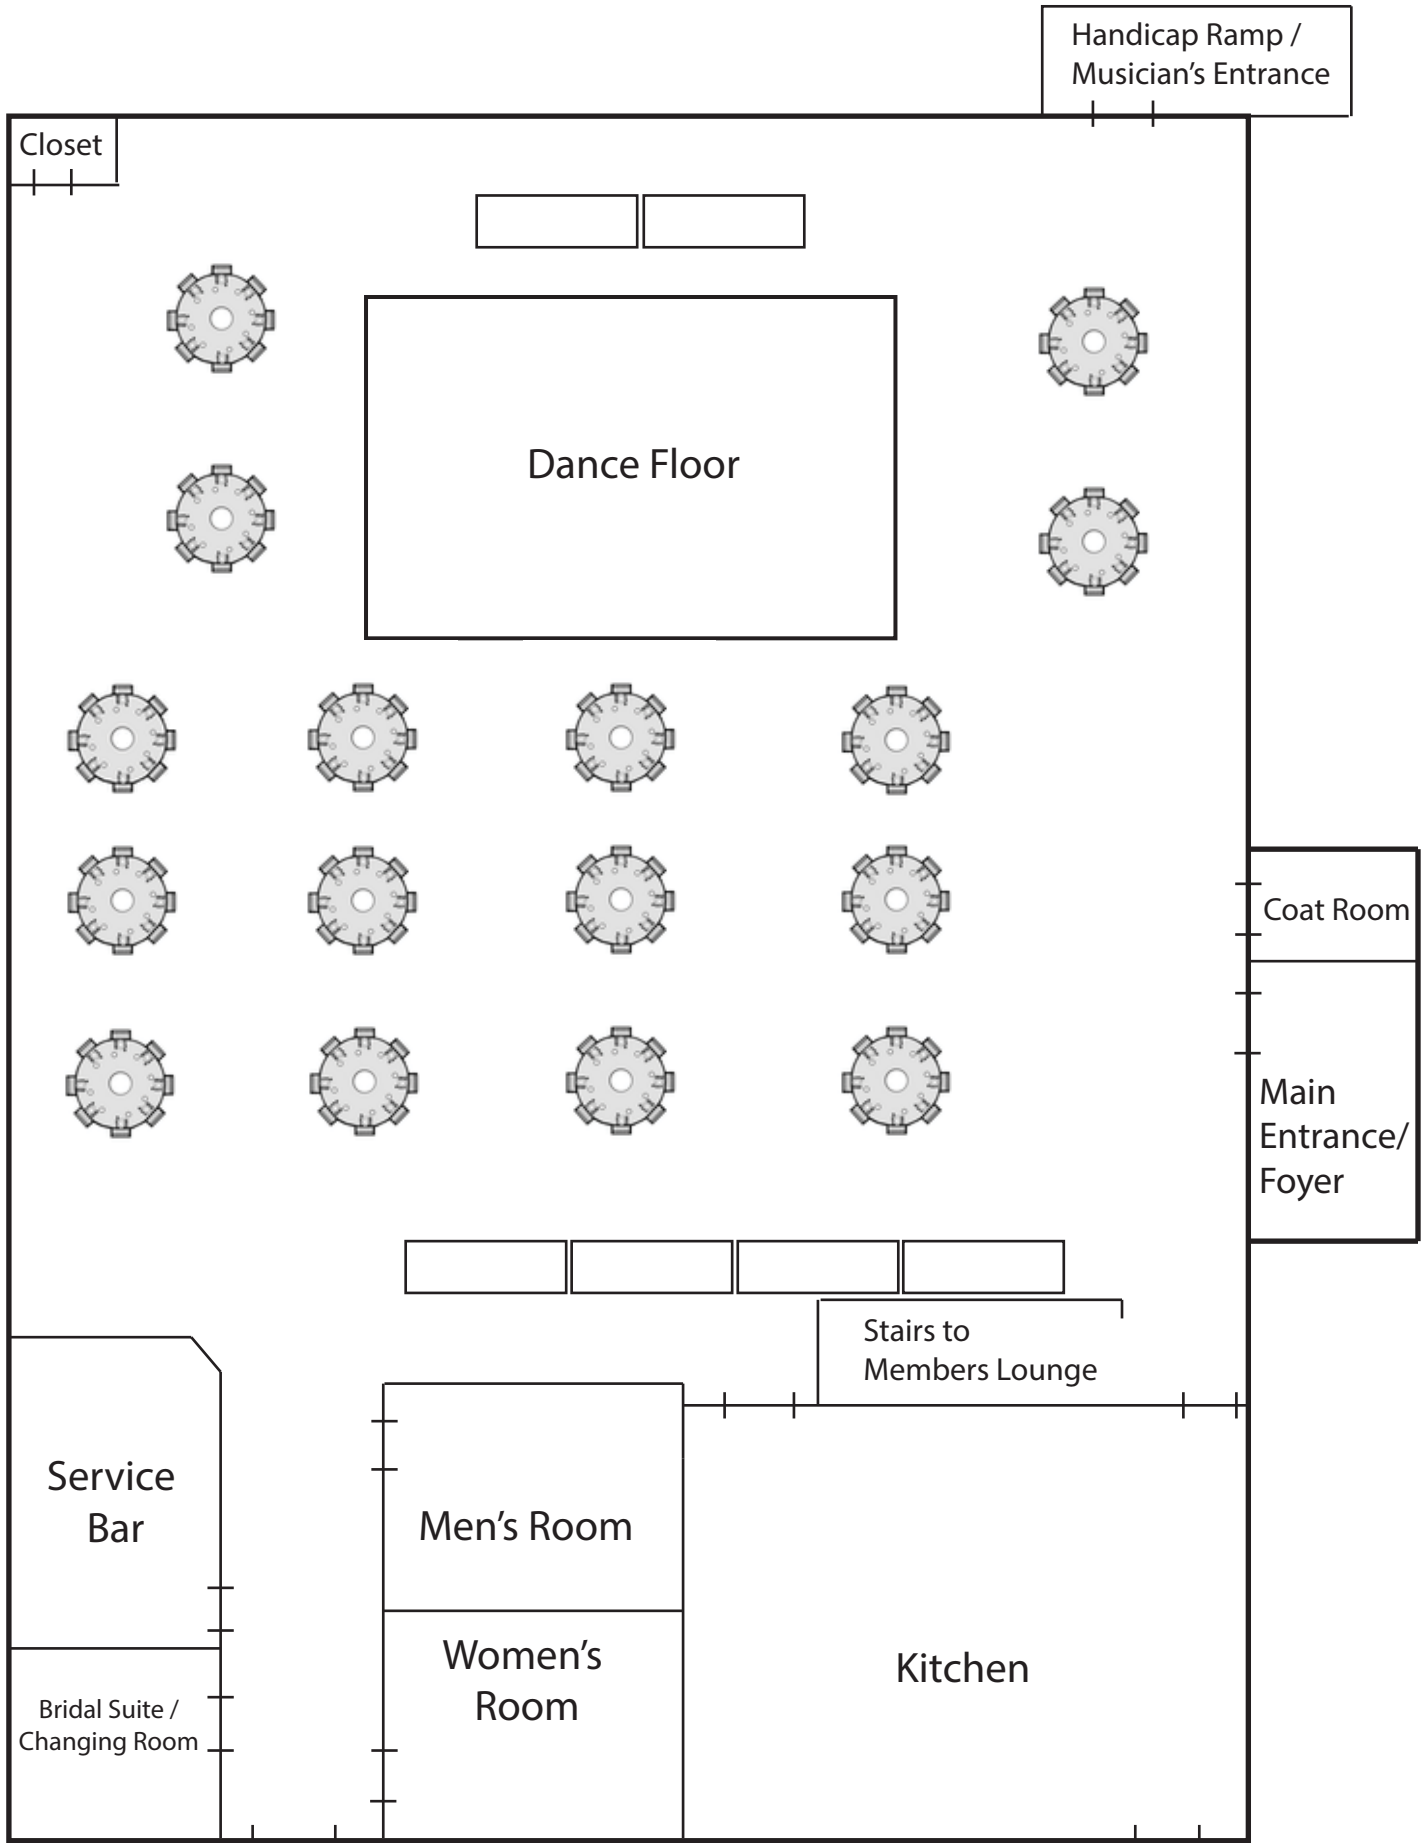 Handicap Ramp /
Musician’s Entrance
Closet
Dance Floor
Coat Room
Main
Entrance/
Foyer
Stairs to
Members Lounge
Service
Bar
Men’s Room
Women’s
Room
Kitchen
Bridal Suite /
Changing Room